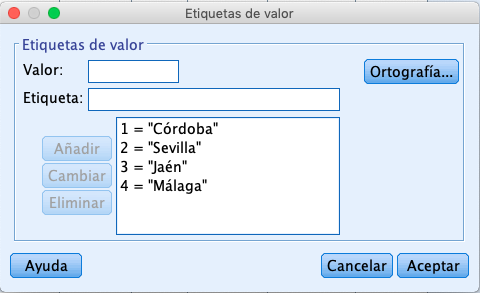 Etiquetas de valor
Etiquetas de valor
Valor:
Ortografía...
Etiqueta:
1 = "Córdoba"
2 = "Sevilla"
3 = "Jaén"
4 = "Málaga"
Añadir
Cambiar
Eliminar
Ayuda
Cancelar
Aceptar